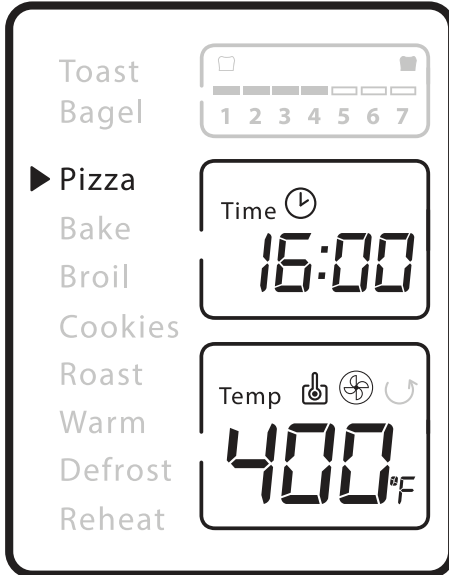 Toast
Bagel
1 2 3 4 5 6 7
Pizza
Bake
Broil
Cookies
Roast
Warm
Defrost
Reheat
Time
16:00
Temp
400°F